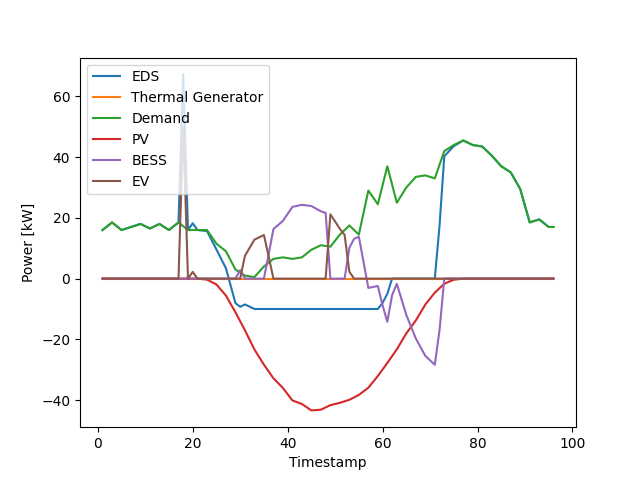 EDS
Thermal Generator
Demand
PV
BESS
EV
Power [kW]
60
40
20
0
−20
−40
0 20 40 60 80 100
Timestamp